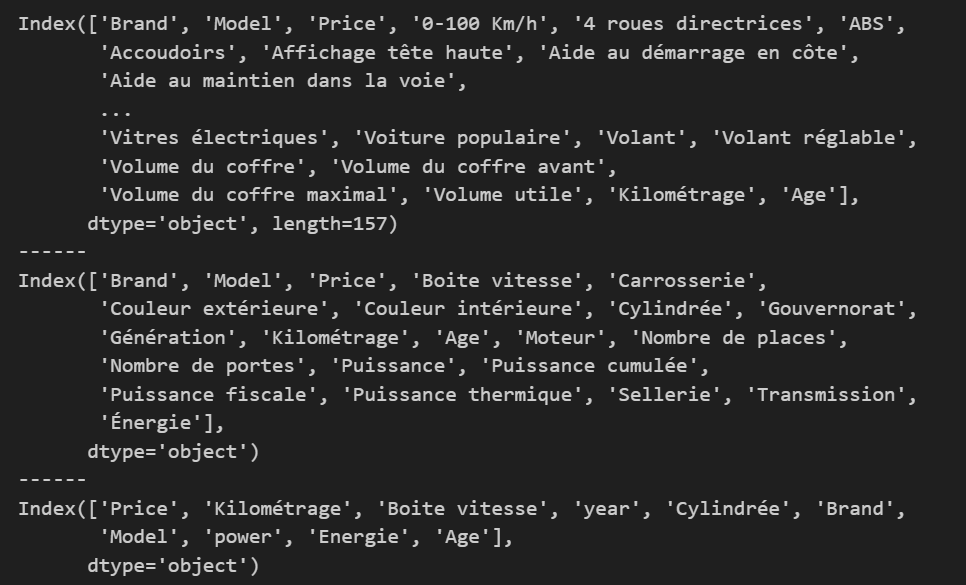 Index(['Brand', 'Model', 'Price', '0-100 Km/h', '4 roues directrices', 'ABS',
'Accoudoirs', 'Affichage tête haute', 'Aide au démarrage en côte',
'Aide au maintien dans la voie',
...
'Vitres électriques', 'Voiture populaire', 'Volant', 'Volant réglable',
'Volume du coffre', 'Volume du coffre avant',
'Volume du coffre maximal', 'Volume utile', 'Kilométrage', 'Age'],
dtype='object', length=157)
------
Index(['Brand', 'Model', 'Price', 'Boite vitesse', 'Carrosserie',
'Couleur extérieure', 'Couleur intérieure', 'Cylindrée', 'Gouvernorat',
'Génération', 'Kilométrage', 'Age', 'Moteur', 'Nombre de places',
'Nombre de portes', 'Puissance', 'Puissance cumulée',
'Puissance fiscale', 'Puissance thermique', 'Sellerie', 'Transmission',
'Énergie'],
dtype='object')
------
Index(['Price', 'Kilométrage', 'Boite vitesse', 'year', 'Cylindrée', 'Brand',
'Model', 'power', 'Energie', 'Age'],
dtype='object')